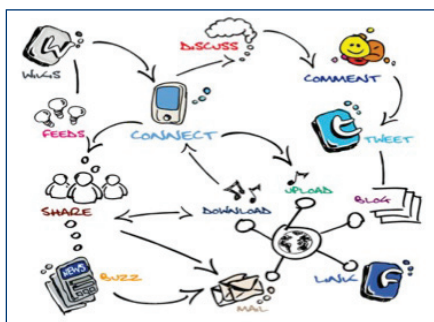 DISCUSS
WIKIS
COMMENT
FEEDS
CONNECT
TWEET
UPLOAD
SHARE
DOWNLOAD
BLOG
NEWS
BUZZ
LINK
MAIL